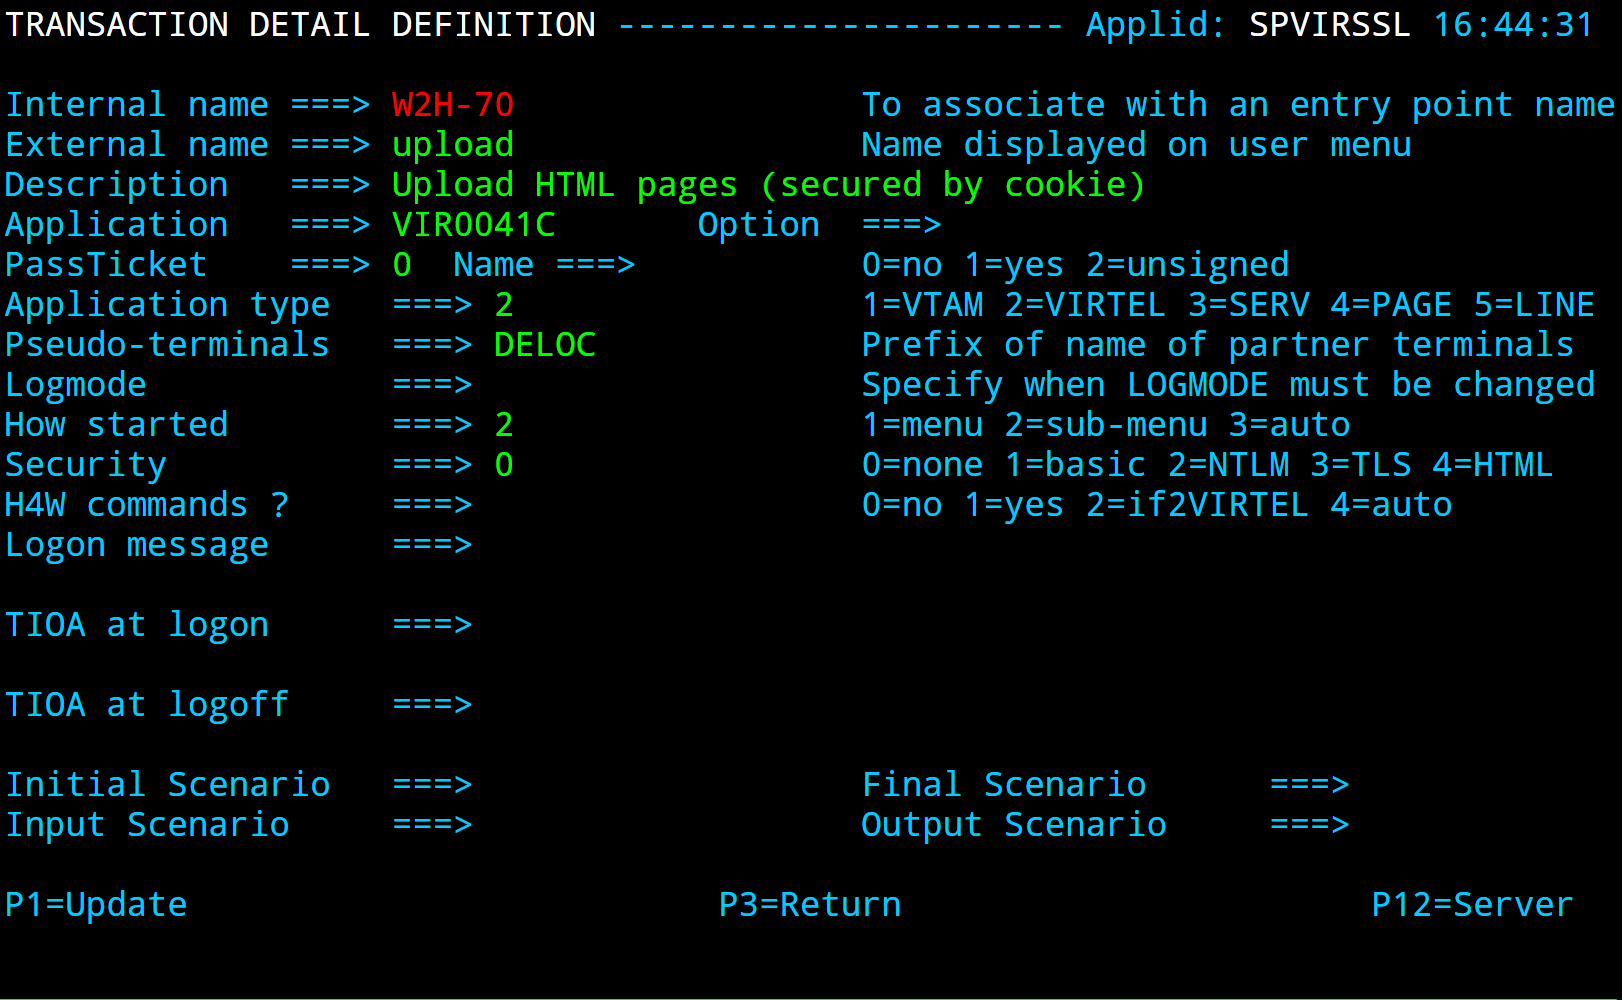 TRANSACTION DETAIL DEFINITION ---------------------- Applid: SPVIRSSL 16:44:31
Internal name ===> W2H-70 To associate with an entry point name
External name ===> upload Name displayed on user menu
Description ===> Upload HTML pages (secured by cookie)
Application ===> VIR0041C Option ===>
PassTicket ===> 0 Name ===> 0=no 1=yes 2=unsigned
Application type ===> 2 1=VTAM 2=VIRTEL 3=SERV 4=PAGE 5=LINE
Pseudo-terminals ===> DELOC Prefix of name of partner terminals
Logmode ===> Specify when LOGMODE must be changed
How started ===> 2 1=menu 2=sub-menu 3=auto
Security ===> 0 0=none 1=basic 2=NTLM 3=TLS 4=HTML
H4W commands ? ===> 0=no 1=yes 2=if2VIRTEL 4=auto
Logon message ===>
TIOA at logon ===>
TIOA at logoff ===>
Initial Scenario ===> Final Scenario ===>
Input Scenario ===> Output Scenario ===>
P1=Update P3=Return P12=Server